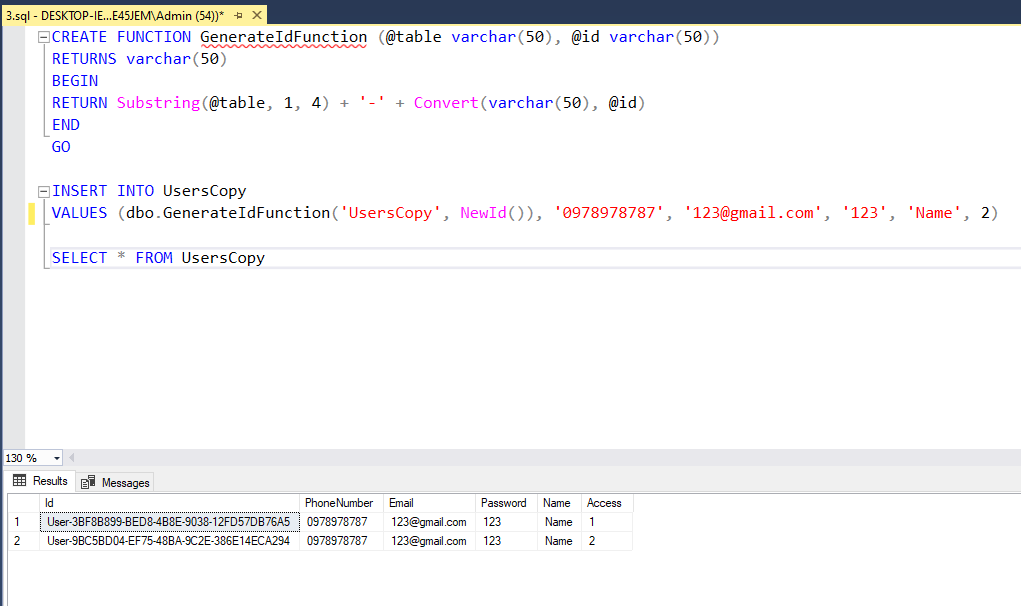 3.sql - DESKTOP-IE...E45JEM\Admin (54))*
CREATE FUNCTION GenerateIdFunction (@table varchar(50), @id varchar(50))
RETURNS varchar(50)
BEGIN
RETURN Substring(@table, 1, 4) + '-' + Convert(varchar(50), @id)
END
GO
INSERT INTO UsersCopy
VALUES (dbo.GenerateIdFunction('UsersCopy', NewId()), '0978978787', '123@gmail.com', '123', 'Name', 2)
SELECT * FROM UsersCopy
130 %
Results Messages
Id PhoneNumber Email Password Name Access
1 User-3BF8B899-BED8-4B8E-9038-12FD57DB76A5 0978978787 123@gmail.com 123 Name 1
2 User-9BC5BD04-EF75-48BA-9C2E-386E14ECA294 0978978787 123@gmail.com 123 Name 2